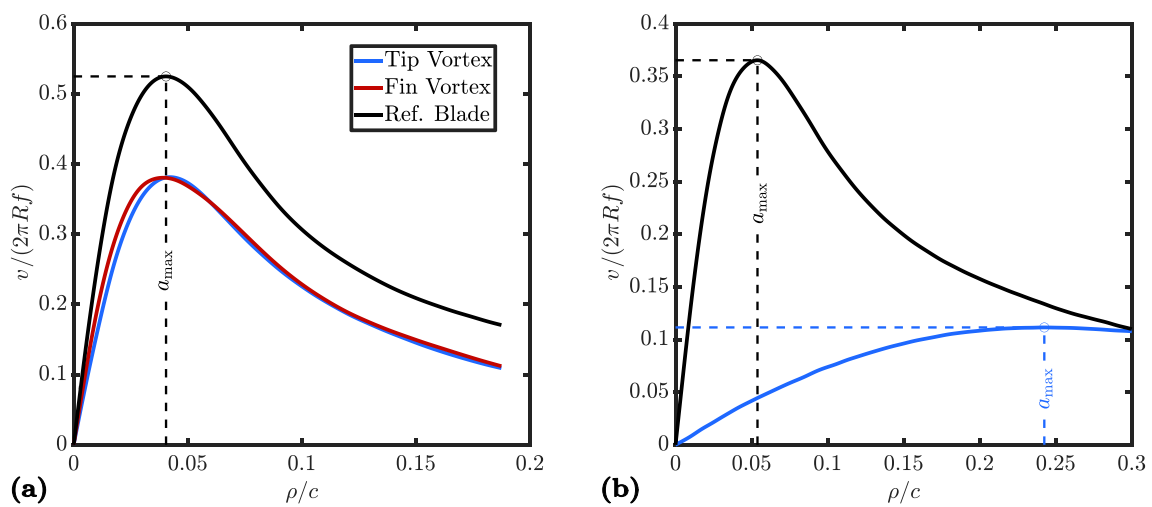 0.6
0.5
0.4
0.3
0.2
0.1
0
v/(2πRf)
Tip Vortex
Fin Vortex
Ref. Blade
a_max
0 0.05 0.1 0.15 0.2
ρ/c
(a)
0.4
0.35
0.3
0.25
0.2
0.15
0.1
0.05
0
v/(2πRf)
a_max
a_max
0 0.05 0.1 0.15 0.2 0.25 0.3
ρ/c
(b)